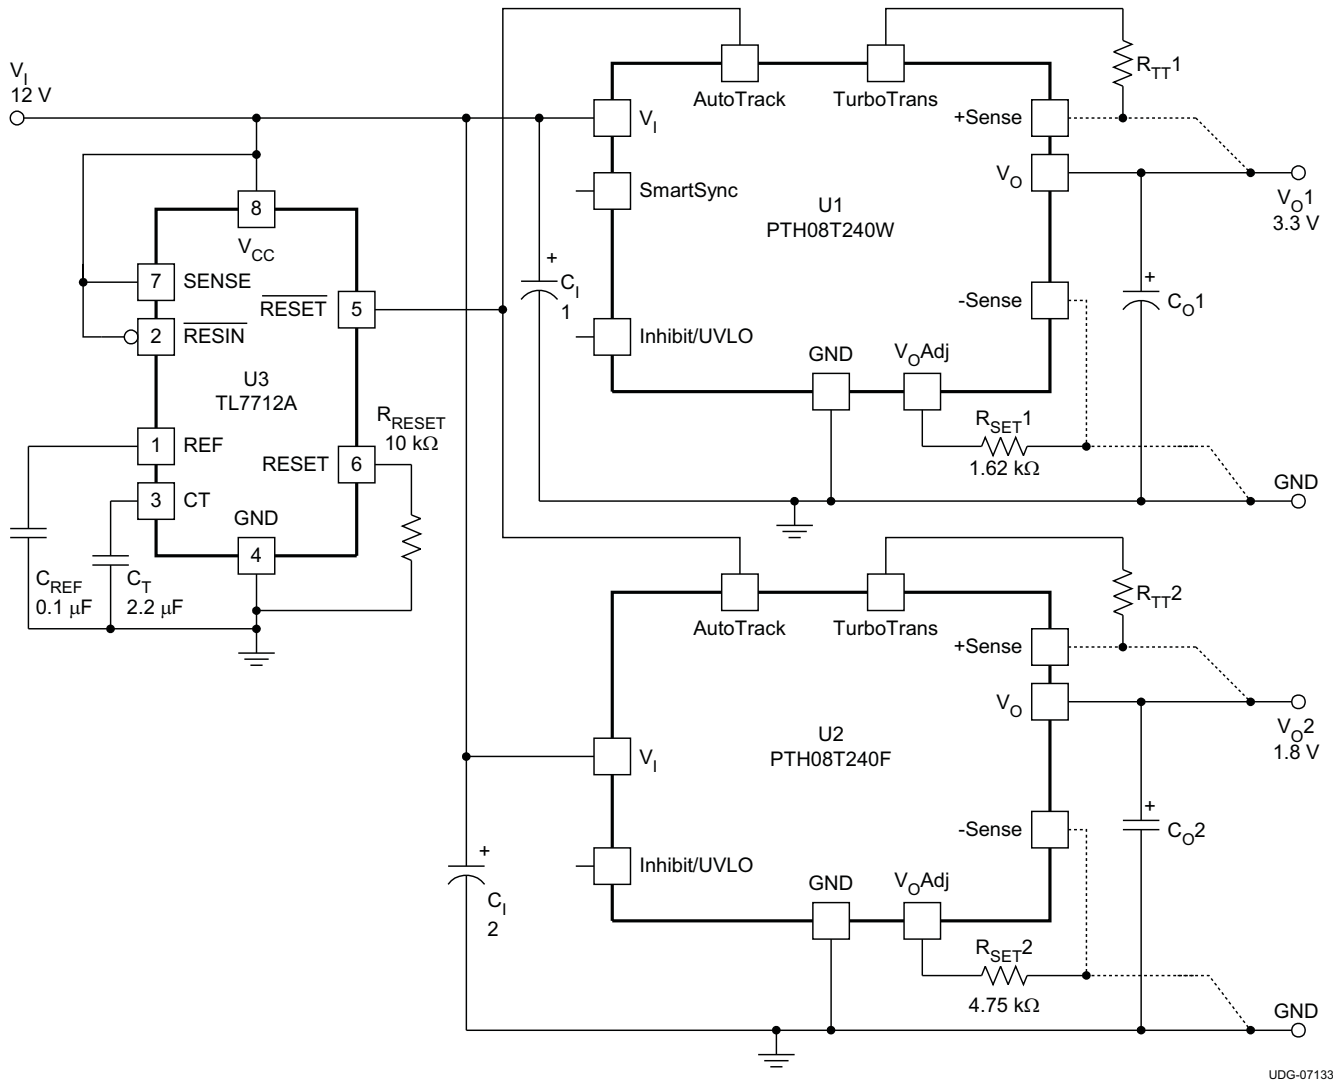 V_I
12 V
8
V_CC
7 SENSE
2 RESIN
RESET 5
U3
TL7712A
1 REF
RESET 6
3 CT
GND
4
R_RESET
10 kΩ
C_REF
0.1 μF
C_T
2.2 μF
AutoTrack
TurboTrans
R_TT1
V_I
+Sense
SmartSync
V_O
U1
PTH08T240W
V_O1
3.3 V
+
C_I
1
-Sense
+
C_O1
Inhibit/UVLO
GND
V_OAdj
R_SET1
1.62 kΩ
GND
AutoTrack
TurboTrans
R_TT2
+Sense
V_O
U2
PTH08T240F
V_I
V_O2
1.8 V
-Sense
+
C_O2
+
C_I
2
Inhibit/UVLO
GND
V_OAdj
R_SET2
4.75 kΩ
GND
UDG-07133